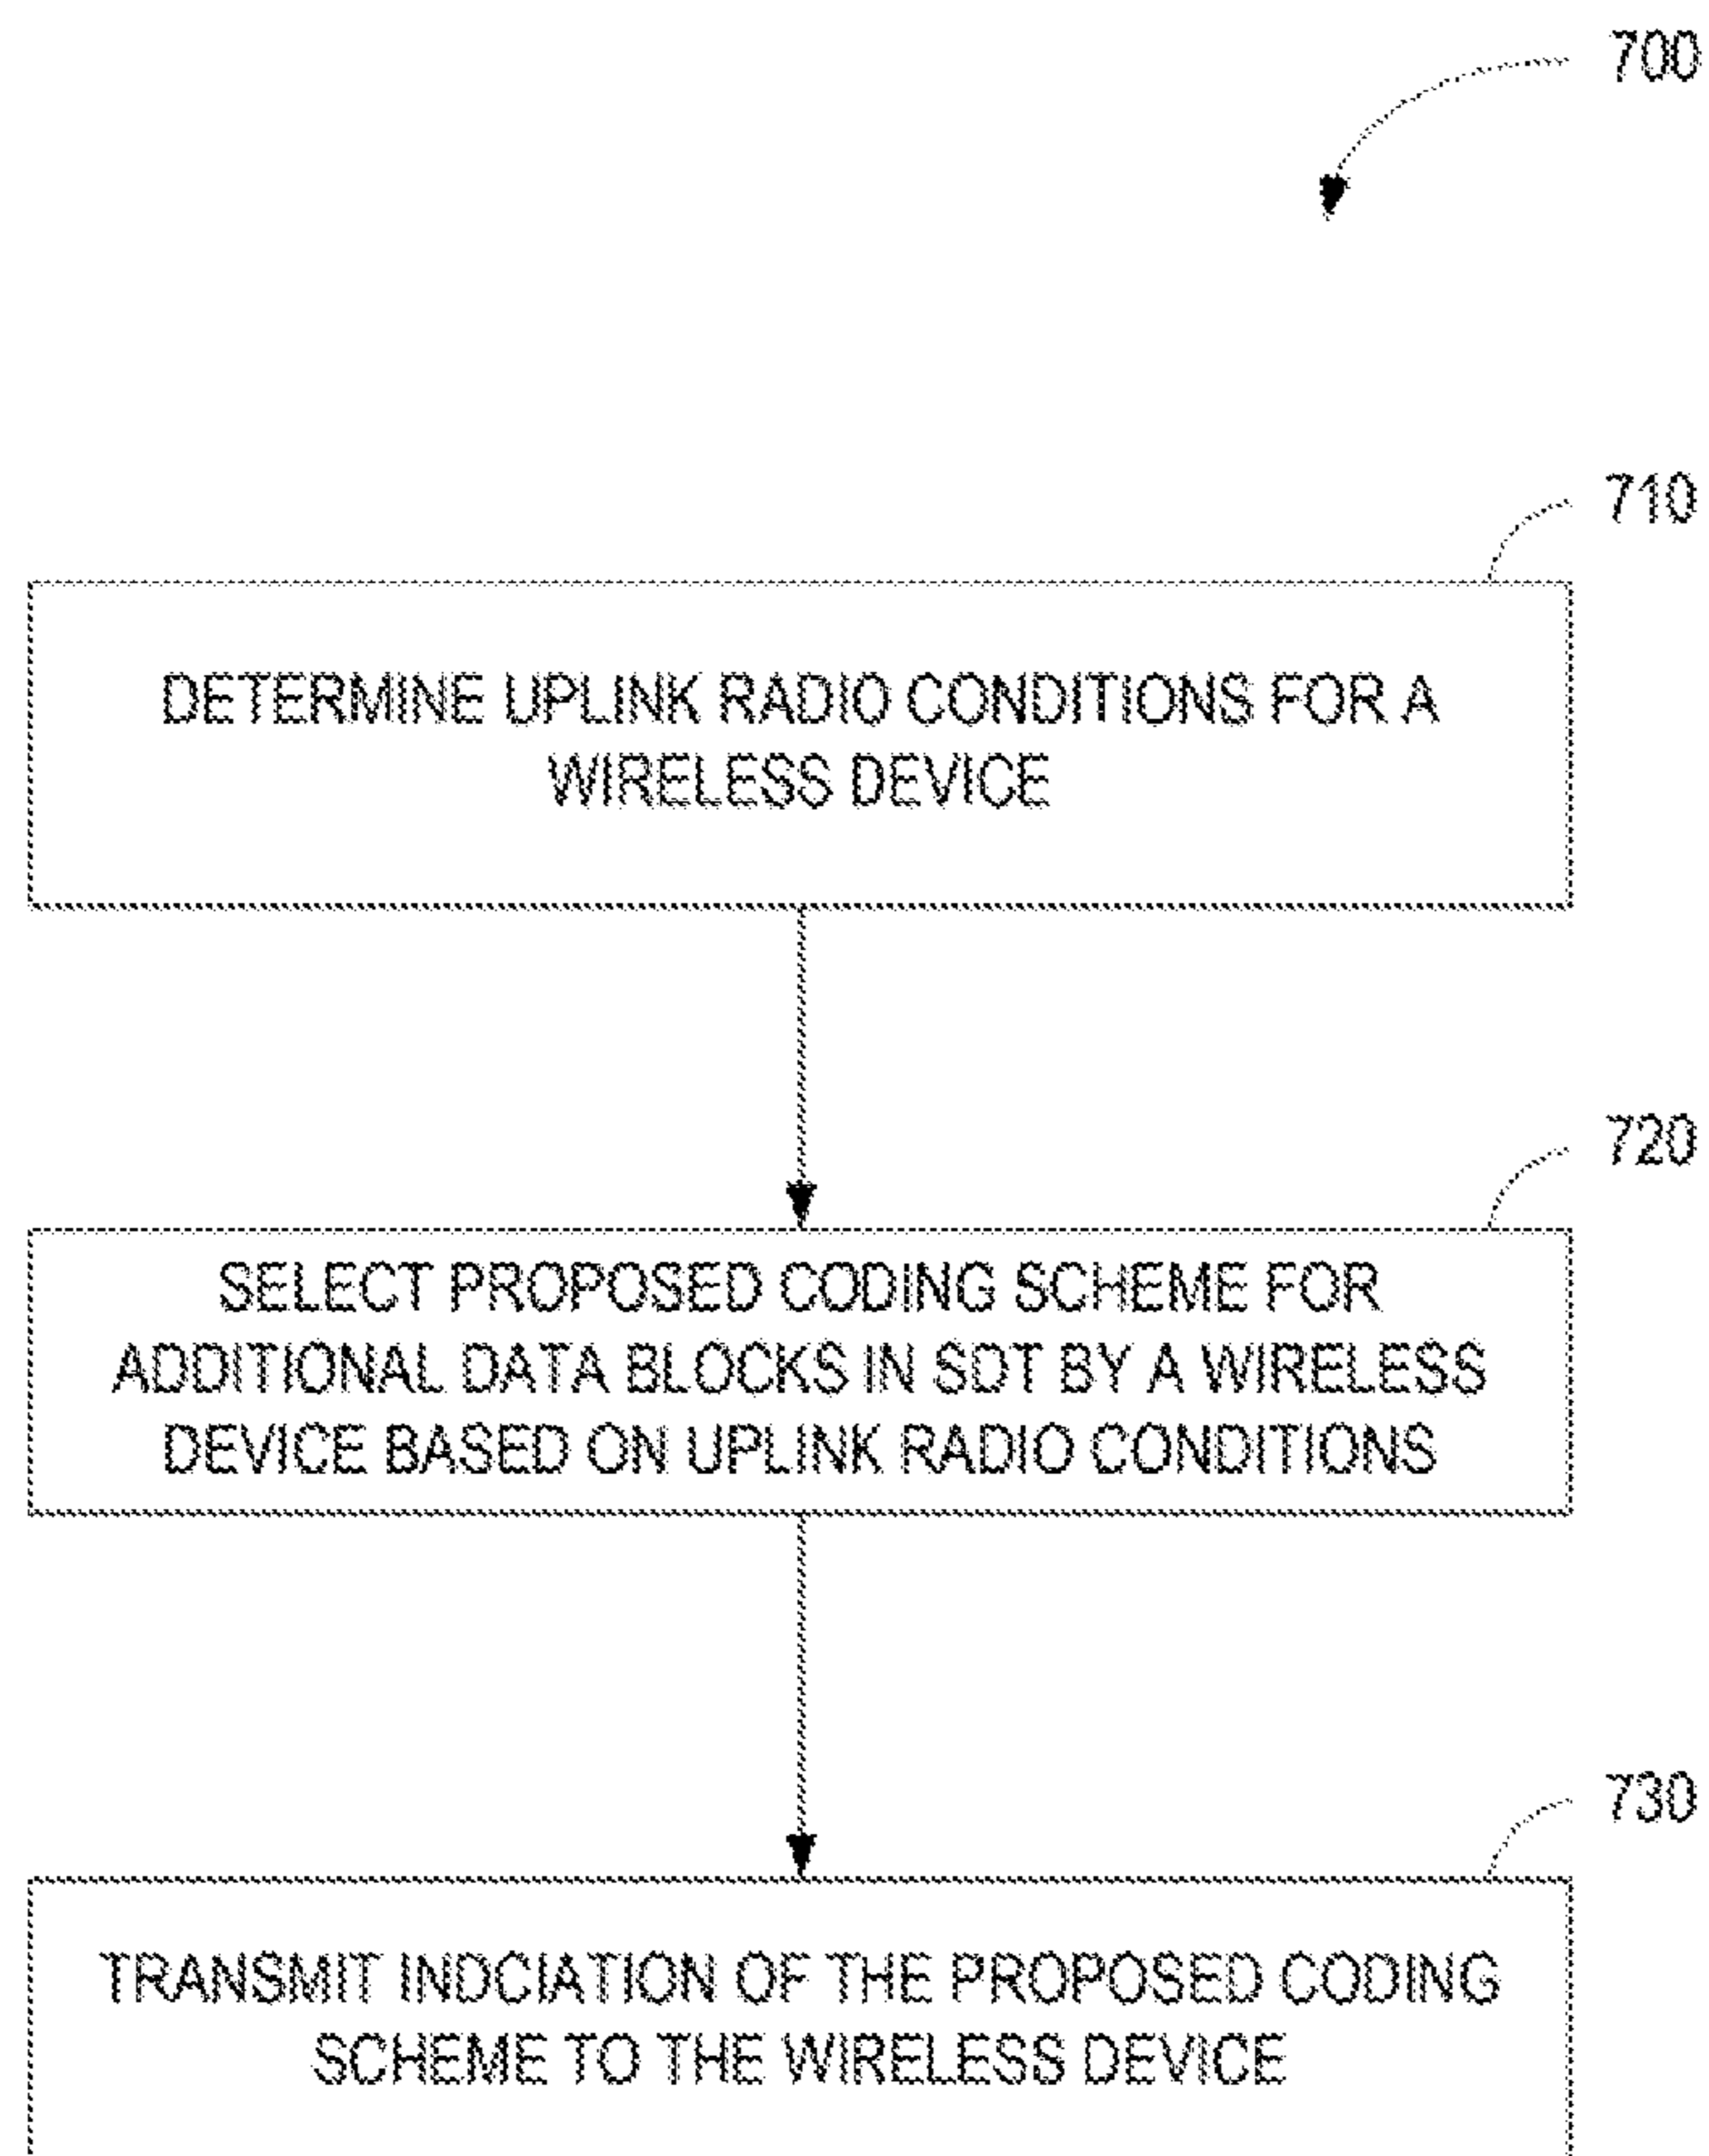 700
710
DETERMINE UPLINK RADIO CONDITIONS FOR A
WIRELESS DEVICE
720
SELECT PROPOSED CODING SCHEME FOR
ADDITIONAL DATA BLOCKS IN SDT BY A WIRELESS
DEVICE BASED ON UPLINK RADIO CONDITIONS
730
TRANSMIT INDCIATION OF THE PROPOSED CODING
SCHEME TO THE WIRELESS DEVICE